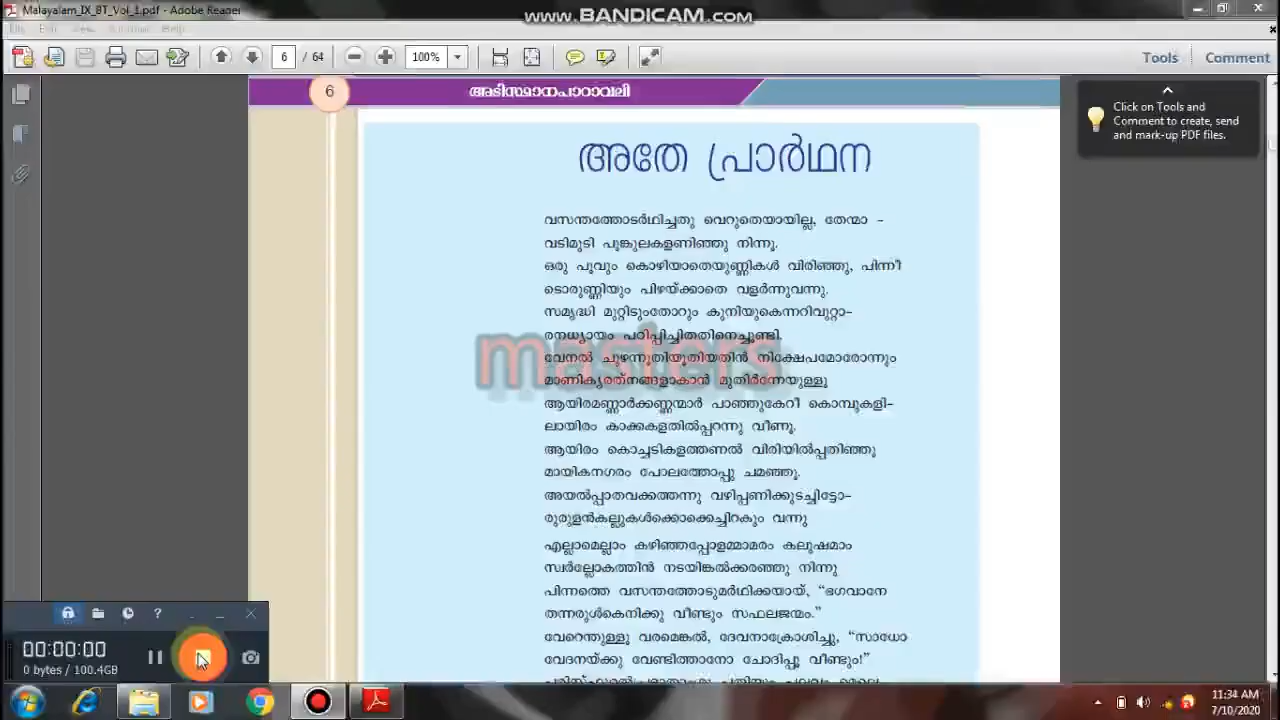 Malayalam_IX_BT_Vol_1.pdf - Adobe Reader
www.BANDICAM.com
6 / 64
100%
Tools
Comment
6
അടിസ്ഥാനപാഠാവലി
Click on Tools and
Comment to create, send
and mark-up PDF files.
അതേ പ്രാർഥന
വസന്തത്തോടർഥിച്ചതു വെറുതെയായില്ല, തേന്മാ -
വടിമുടി പൂങ്കുലകളണിഞ്ഞു നിന്നൂ.
ഒരു പൂവും കൊഴിയാതെയുണ്ണികൾ വിരിഞ്ഞു, പിന്നീ
ടൊരുണ്ണിയും പിഴയ്ക്കാതെ വളർന്നുവന്നു.
സമൃദ്ധി മുറ്റിടുംതോറും കുനിയുകെന്നറിവുറ്റാ-
രനധ്യായം പഠിപ്പിച്ചിതതിനെച്ചൂണ്ടി.
വേനൽ ചുഴന്നൂതിയൂതിയതിൻ നിക്ഷേപമോരോന്നും
മാണിക്യരത്നങ്ങളാകാൻ മുതിർന്നേയുള്ളൂ
ആയിരമണ്ണാർക്കണ്ണന്മാർ പാഞ്ഞുകേറീ കൊമ്പുകളി-
ലായിരം കാക്കകളതിൽപ്പറന്നു വീണൂ.
ആയിരം കൊച്ചടികളത്തണൽ വിരിയിൽപ്പതിഞ്ഞു
മായികനഗരം പോലത്തോപ്പു ചമഞ്ഞൂ.
അയൽപ്പാതവക്കത്തന്നു വഴിപ്പണിക്കുടച്ചിട്ടോ-
രുരുളൻകല്ലുകൾക്കൊക്കെച്ചിറകും വന്നു
masters
എല്ലാമെല്ലാം കഴിഞ്ഞപ്പോളമ്മാമരം കലുഷമാം
സ്വർല്ലോകത്തിൻ നടയിങ്കൽക്കരഞ്ഞു നിന്നു
പിന്നത്തെ വസന്തത്തോടുമർഥിക്കയായ്, “ഭഗവാനേ
തന്നരുൾകെനിക്കു വീണ്ടും സഫലജന്മം.”
വേറെന്തുള്ളു വരമെങ്കൽ, ദേവനാക്രോശിച്ചു, “സാധോ
വേദനയ്ക്കു വേണ്ടിത്താനോ ചോദിപ്പൂ വീണ്ടും!”
00:00:00
0 bytes / 100.4GB
11:34 AM
7/10/2020